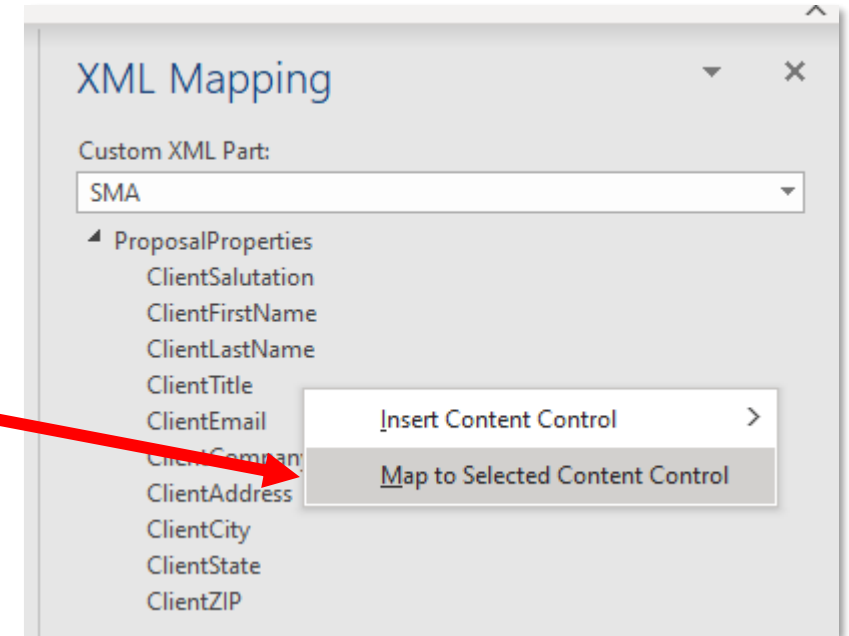 XML Mapping
Custom XML Part:
SMA
ProposalProperties
ClientSalutation
ClientFirstName
ClientLastName
ClientTitle
ClientEmail
Insert Content Control
ClientCompany
Map to Selected Content Control
ClientAddress
ClientCity
ClientState
ClientZIP